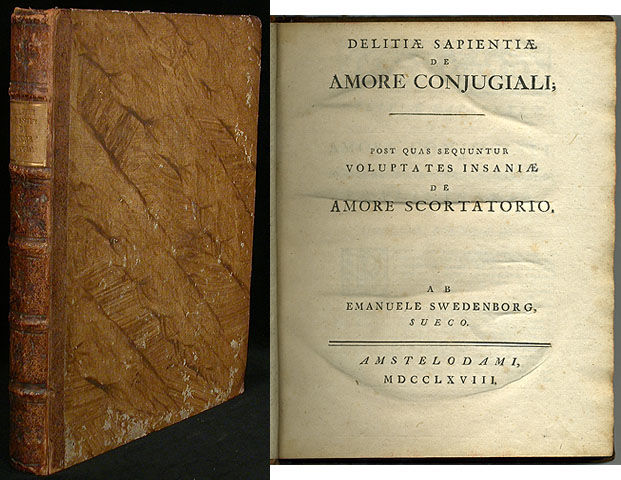 DELITIÆ SAPIENTIÆ
DE
AMORE CONJUGIALI;
POST QUAS SEQUUNTUR
VOLUPTATES INSANIÆ
DE
AMORE SCORTATORIO,
AB
EMANUELE SWEDENBORG,
SUECO.
AMSTELODAMI,
MDCCLXVIII,